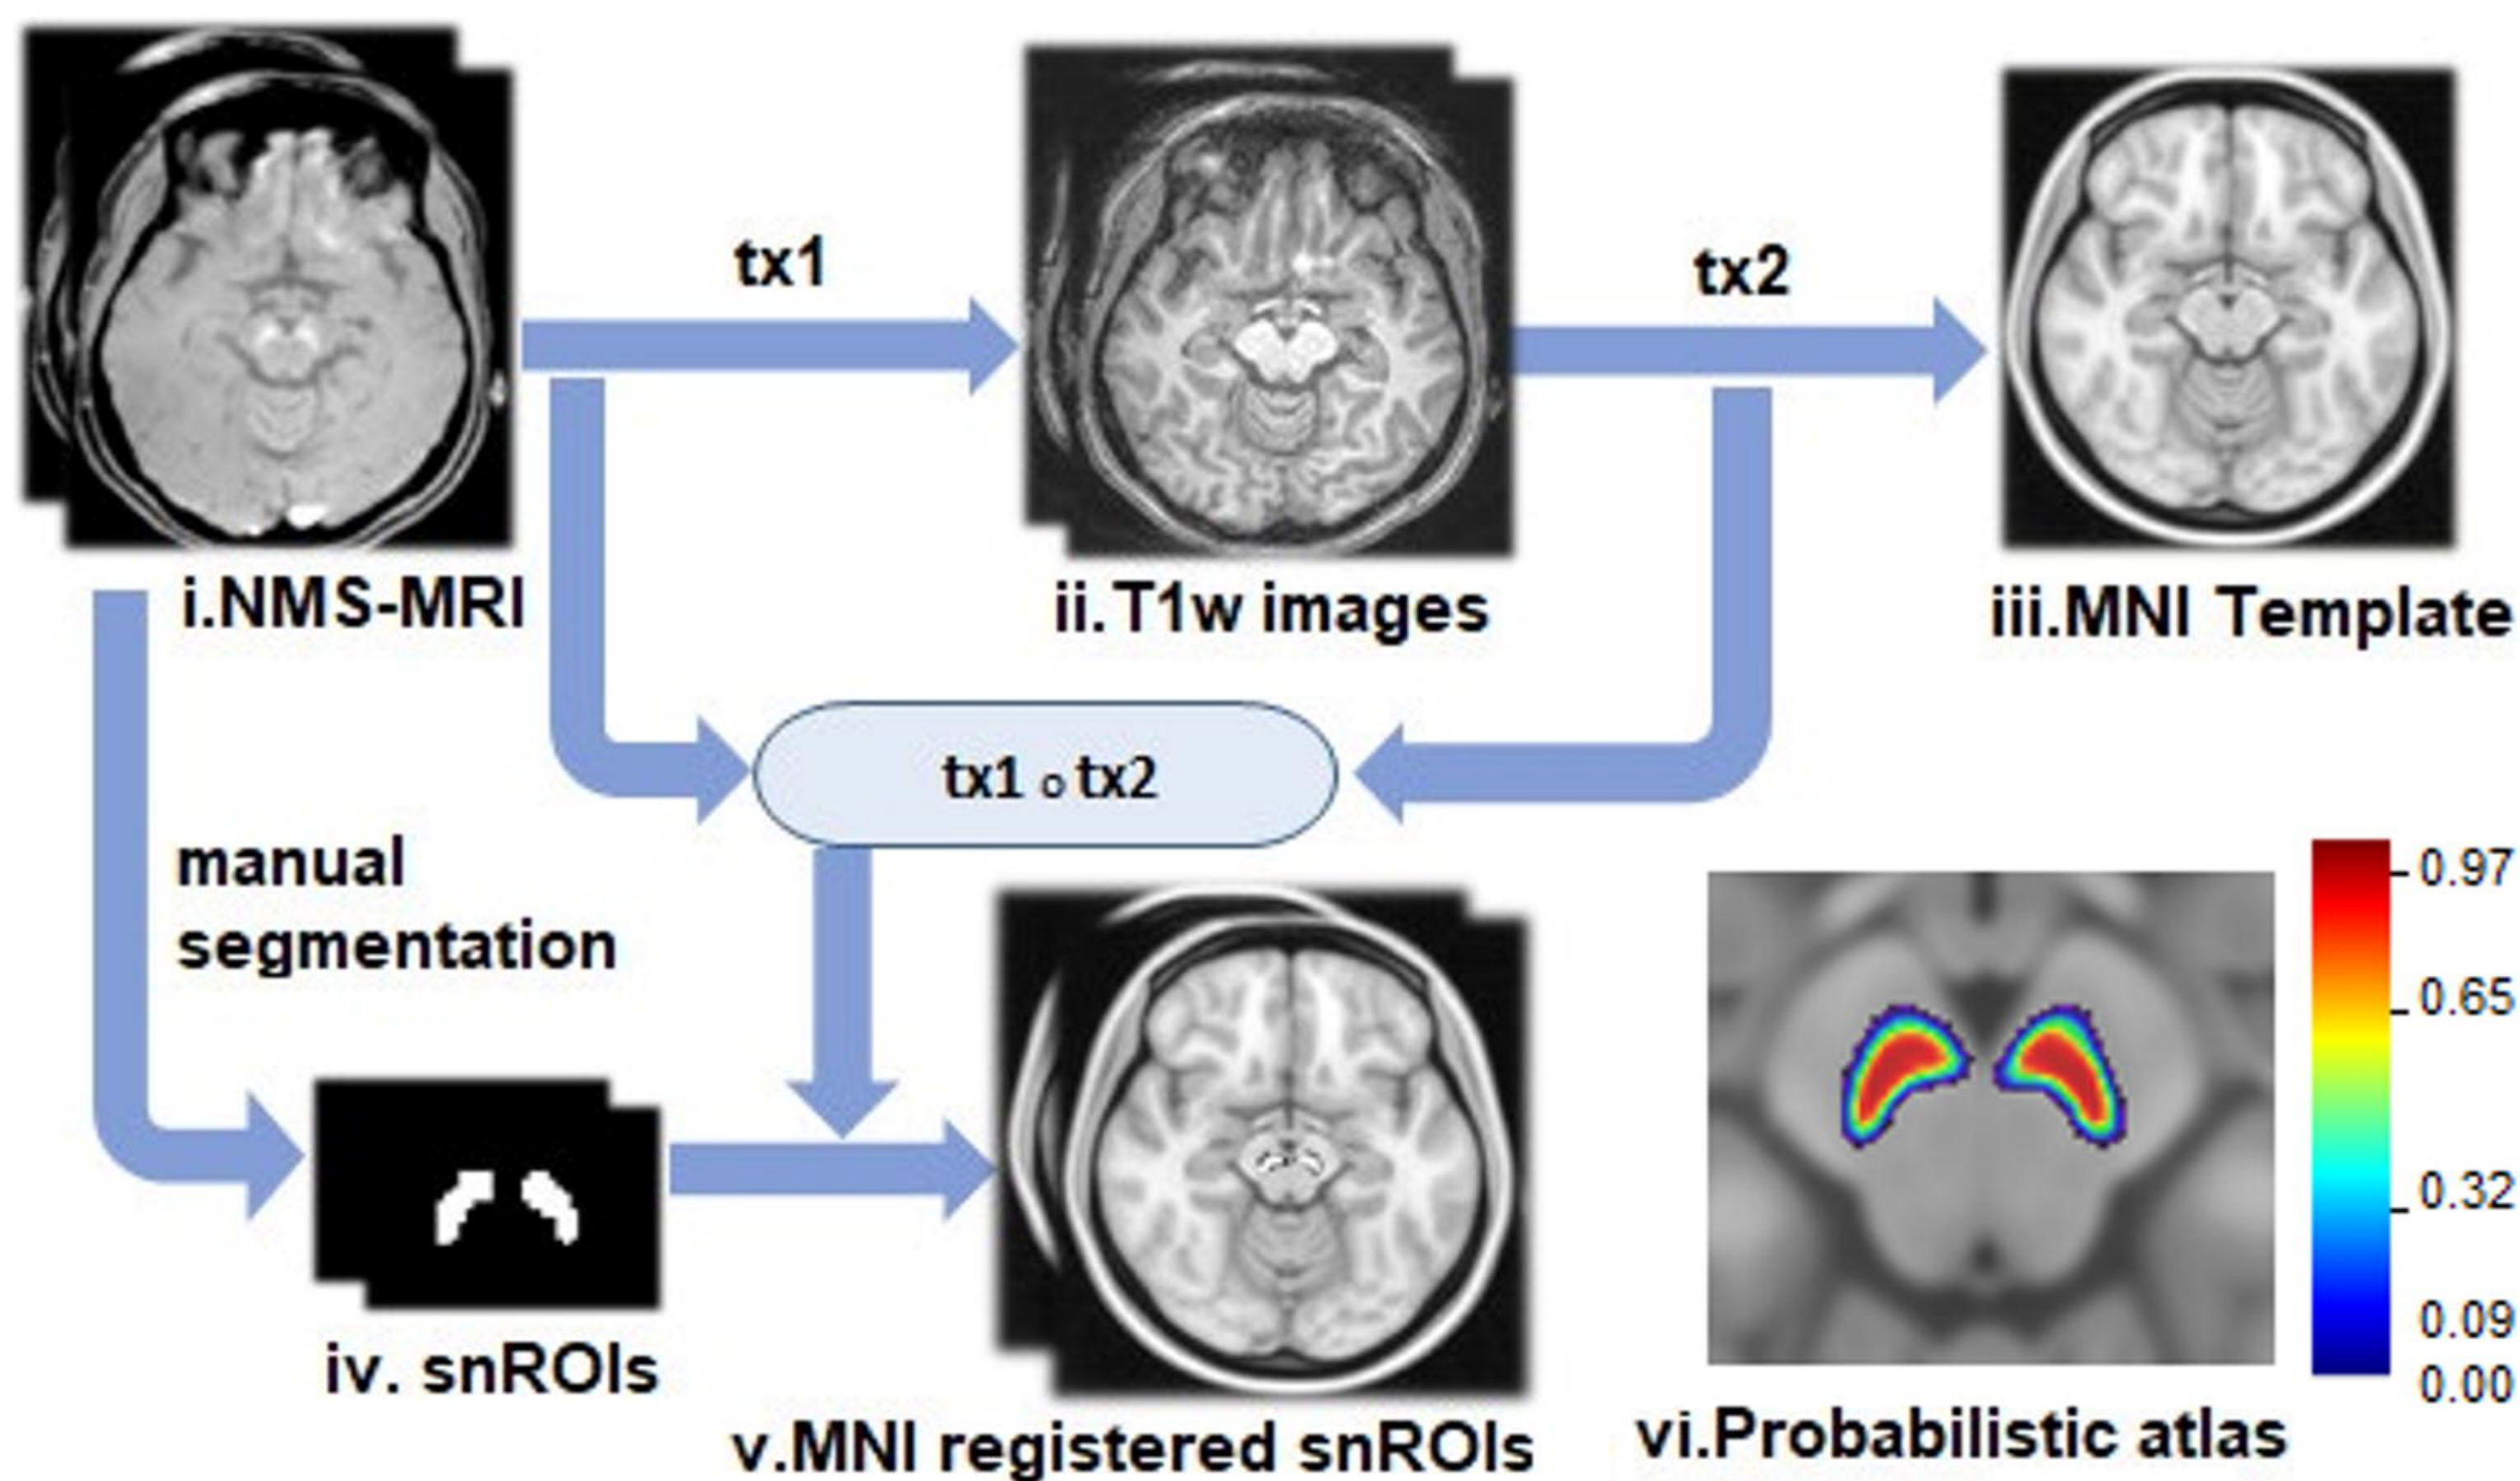 tx1
tx2
i.NMS-MRI
ii.T1w images
iii.MNI Template
tx1 o tx2
manual
segmentation
0.97
0.65
0.32
0.09
0.00
iv. snROIs
v.MNI registered snROIs
vi.Probabilistic atlas